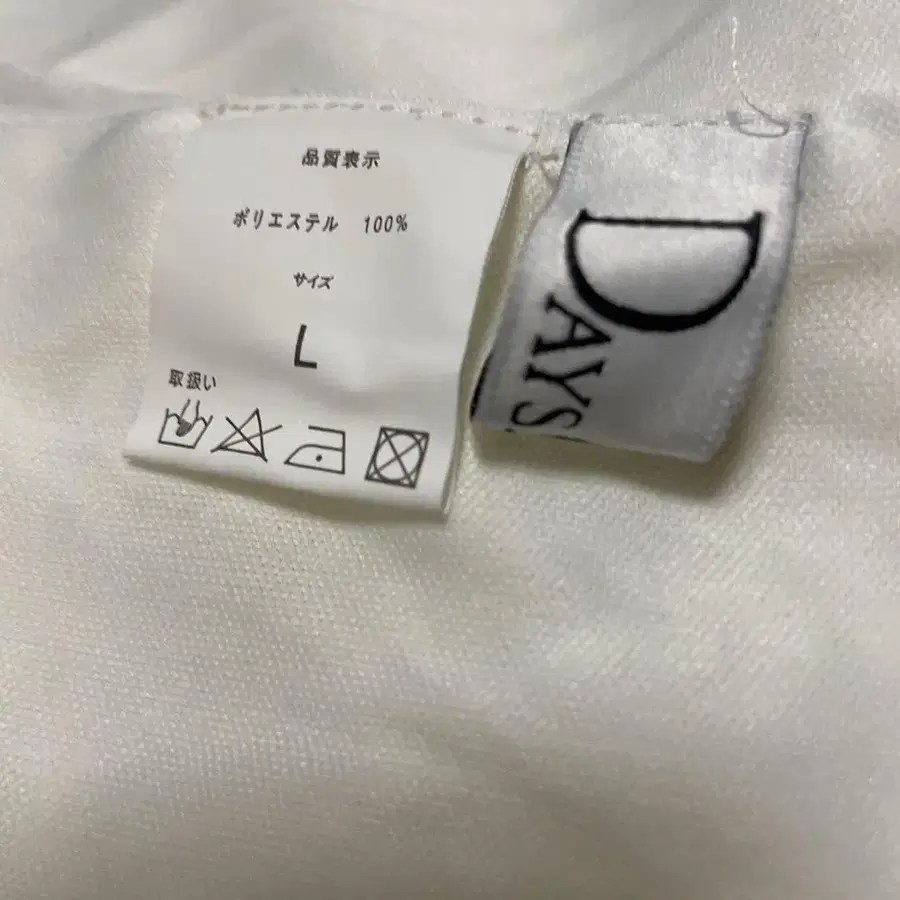 品質表示
ポリエステル 100%
サイズ
L
取扱い
DAYS